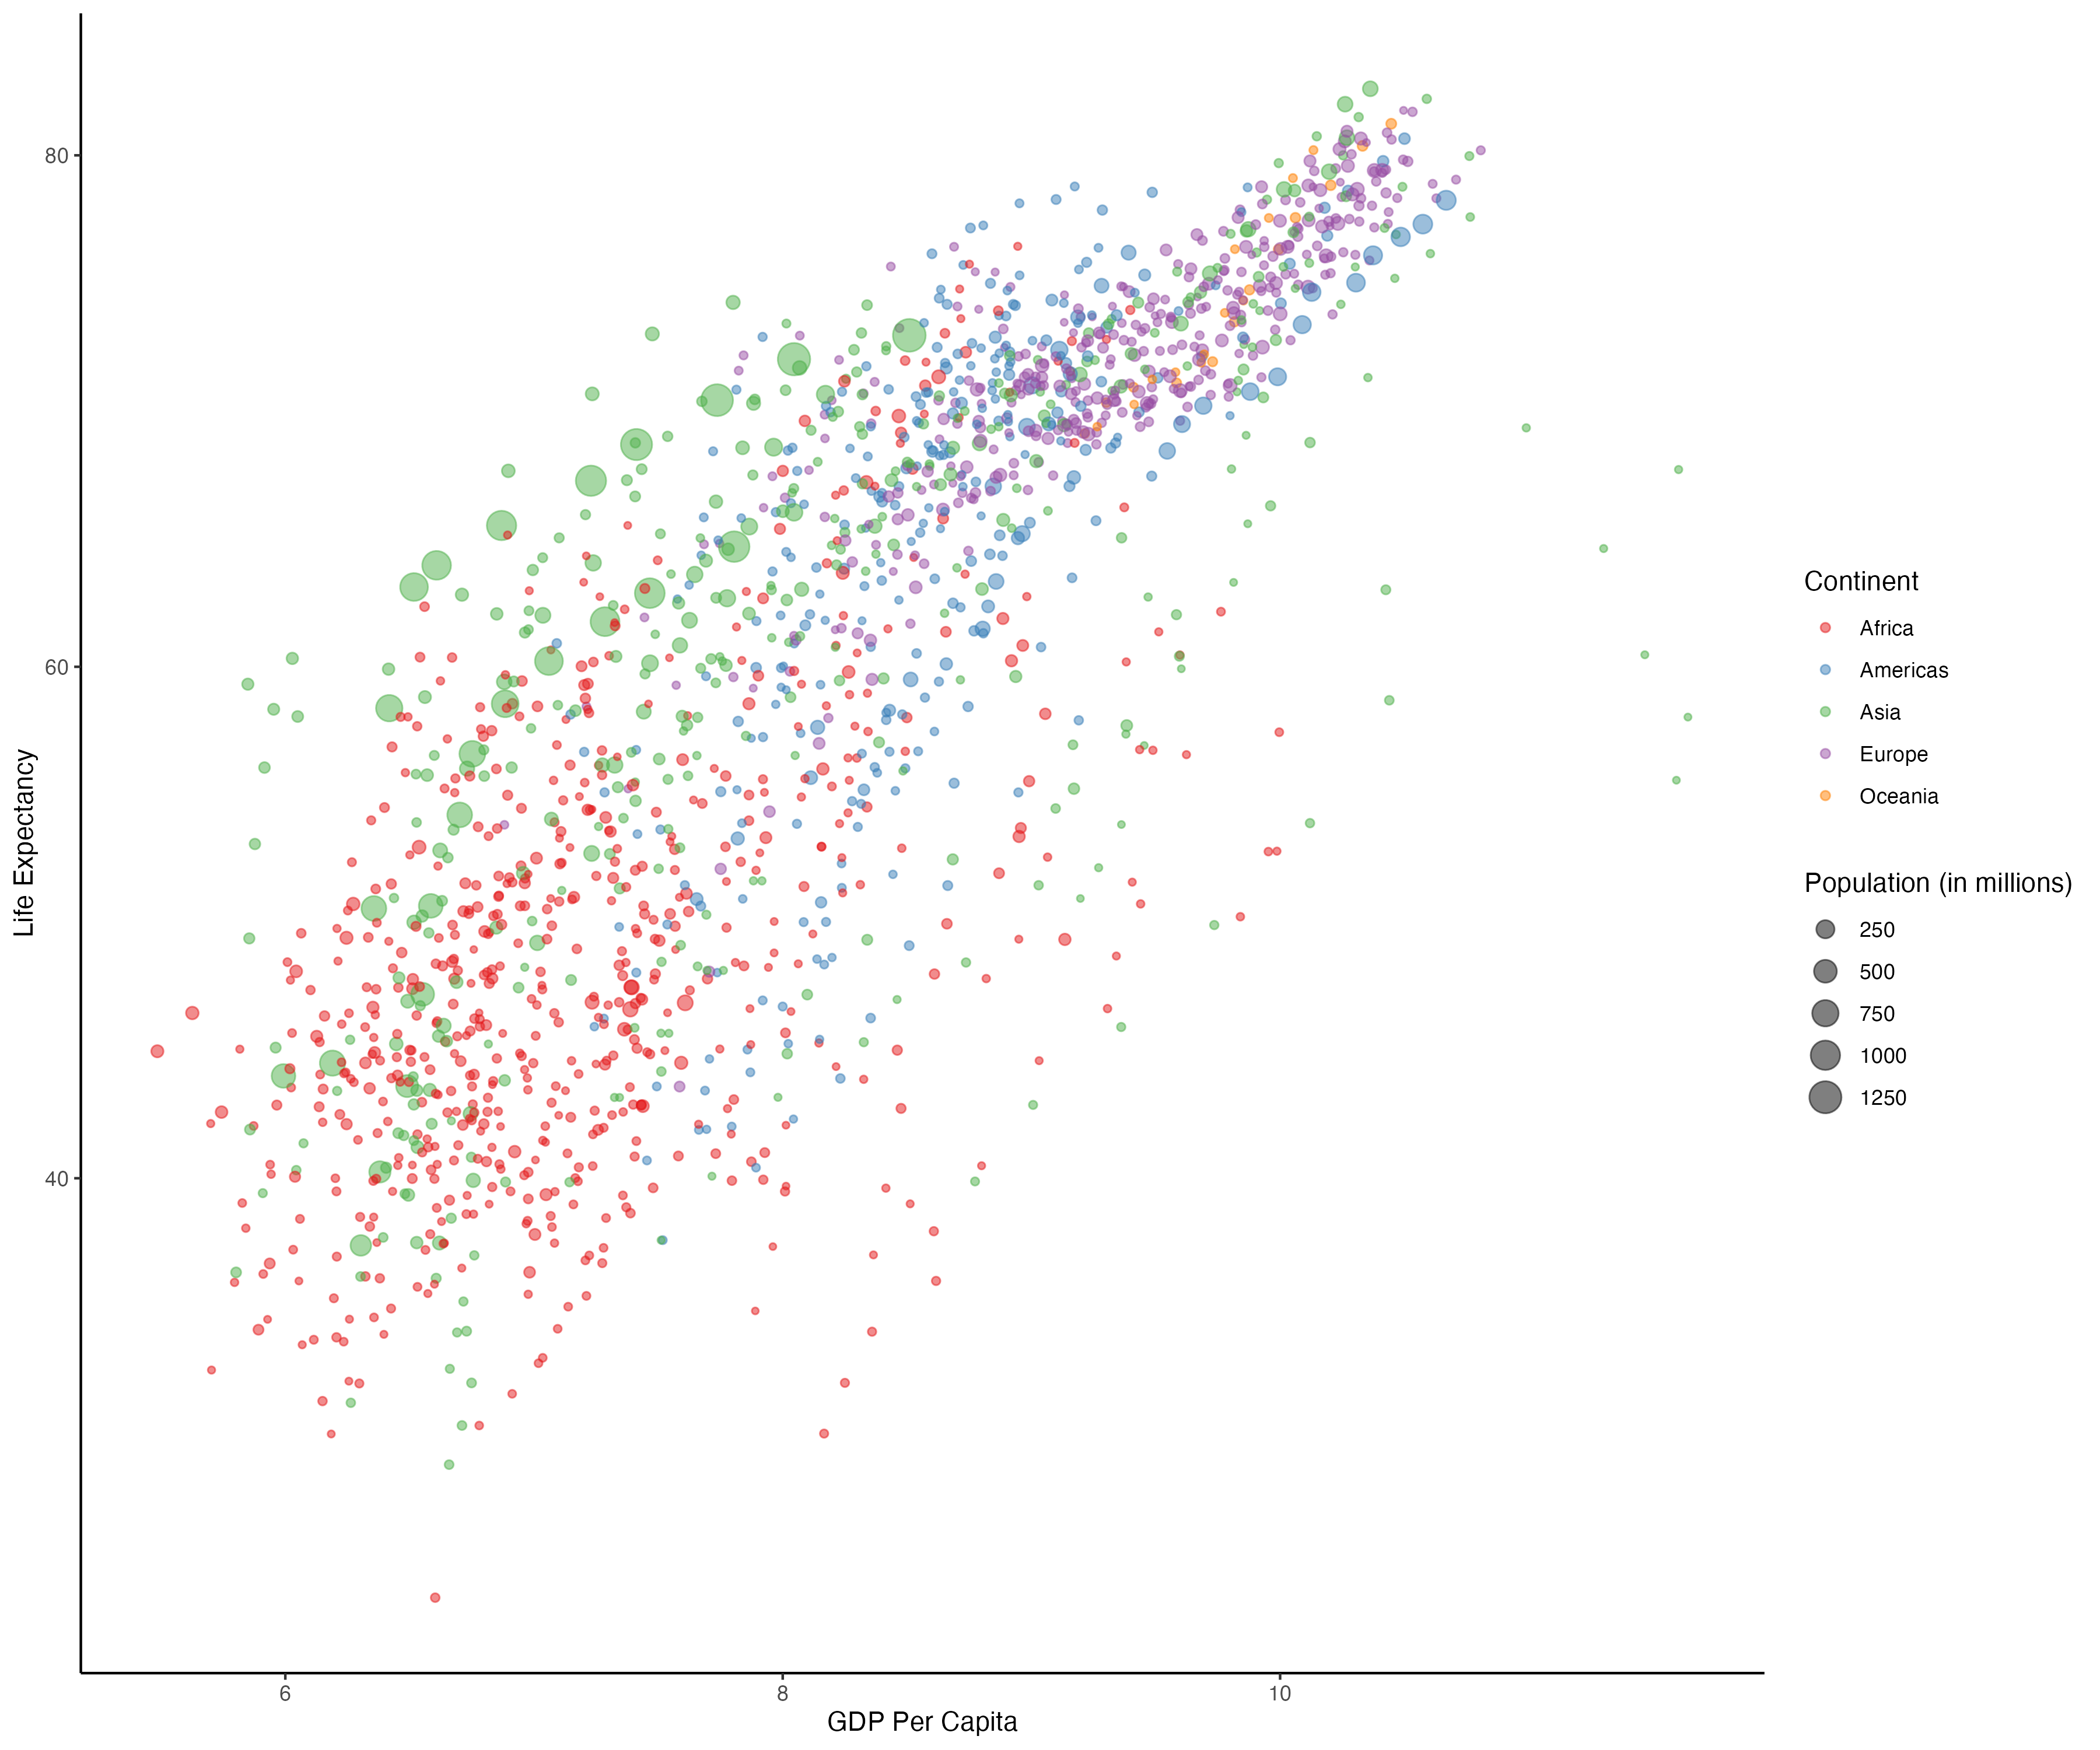 80
60
40
Life Expectancy
6
8
10
GDP Per Capita
Continent
Africa
Americas
Asia
Europe
Oceania
Population (in millions)
250
500
750
1000
1250